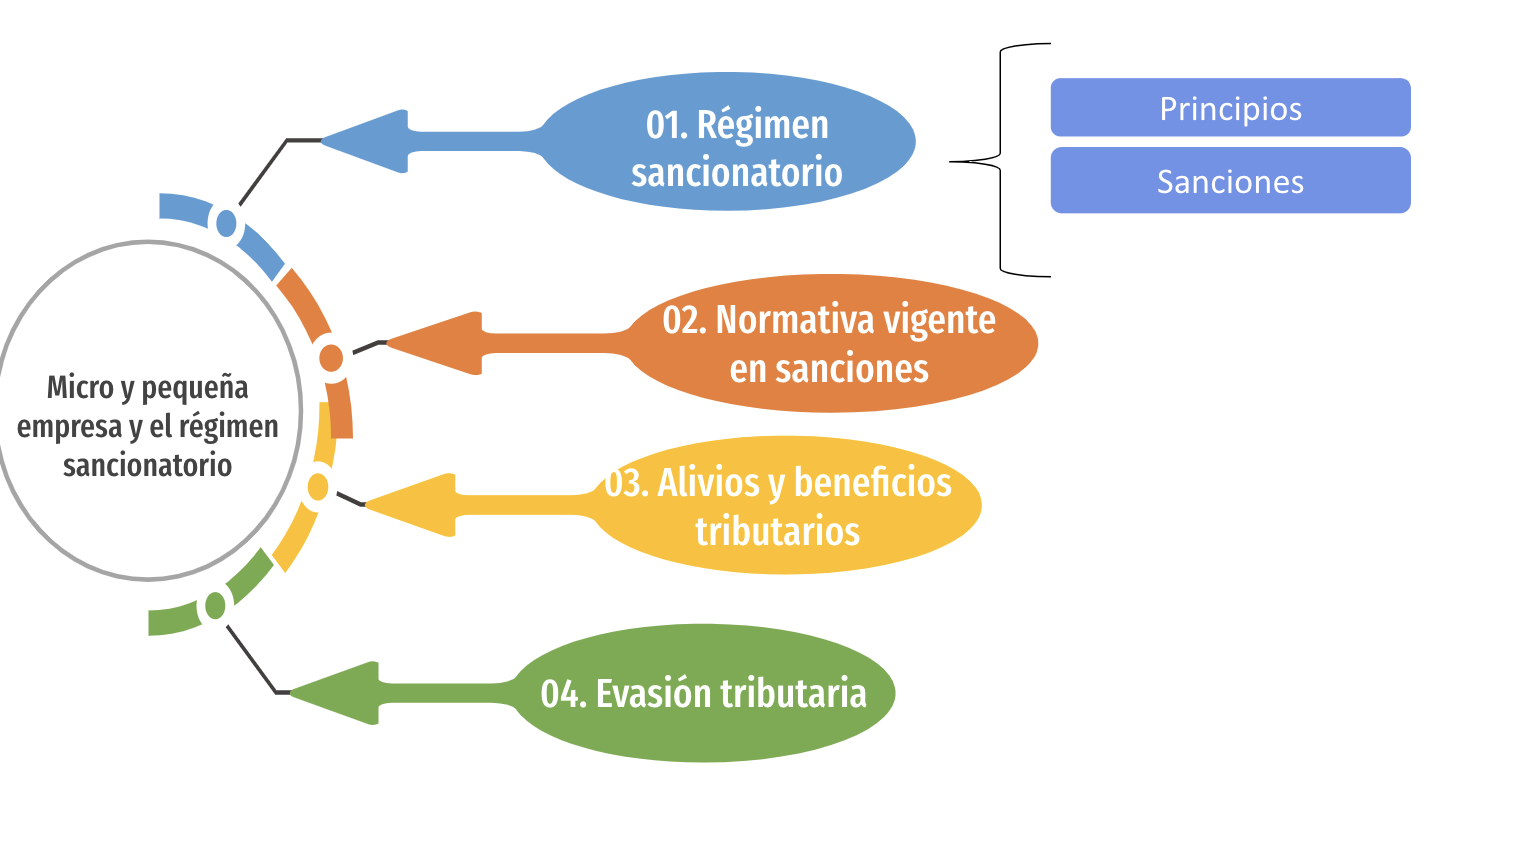 Micro y pequeña
empresa y el régimen
sancionatorio
01. Régimen
sancionatorio
Principios
Sanciones
02. Normativa vigente
en sanciones
03. Alivios y beneficios
tributarios
04. Evasión tributaria